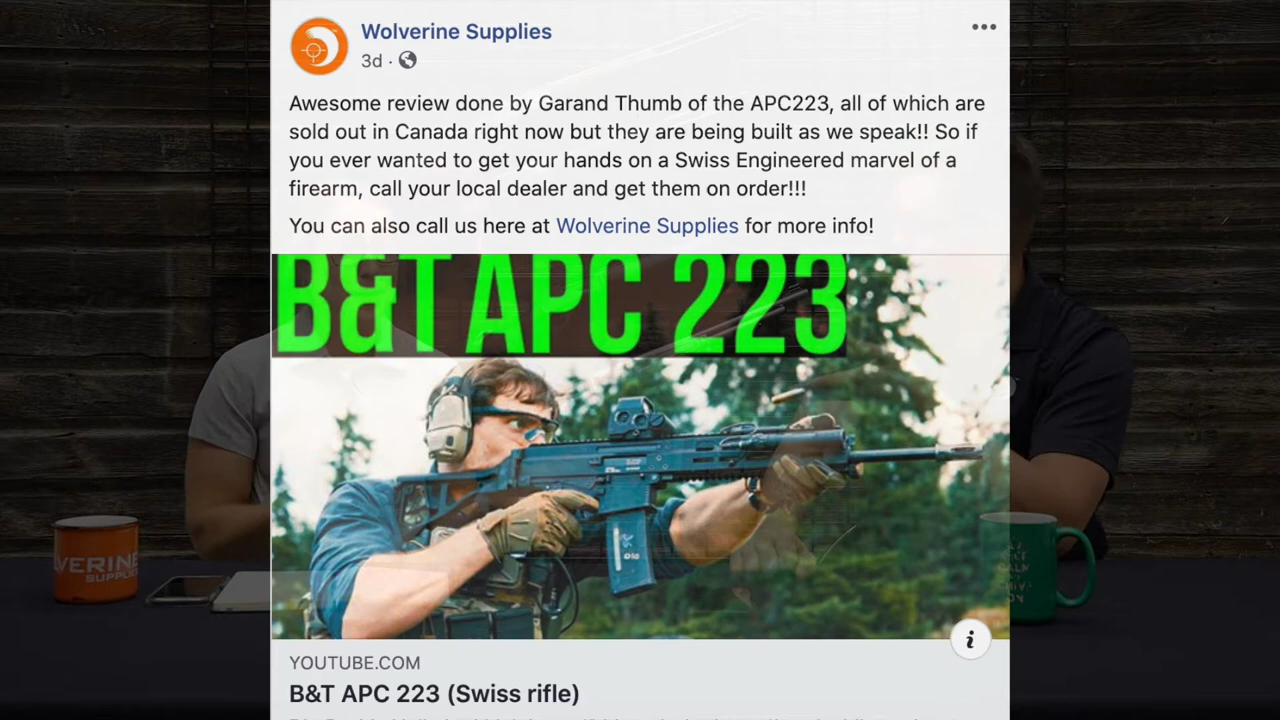 Wolverine Supplies
3d ·
Awesome review done by Garand Thumb of the APC223, all of which are
sold out in Canada right now but they are being built as we speak!! So if
you ever wanted to get your hands on a Swiss Engineered marvel of a
firearm, call your local dealer and get them on order!!!
You can also call us here at Wolverine Supplies for more info!
B&T APC 223
VERINE
SUPPLI
YOUTUBE.COM
B&T APC 223 (Swiss rifle)